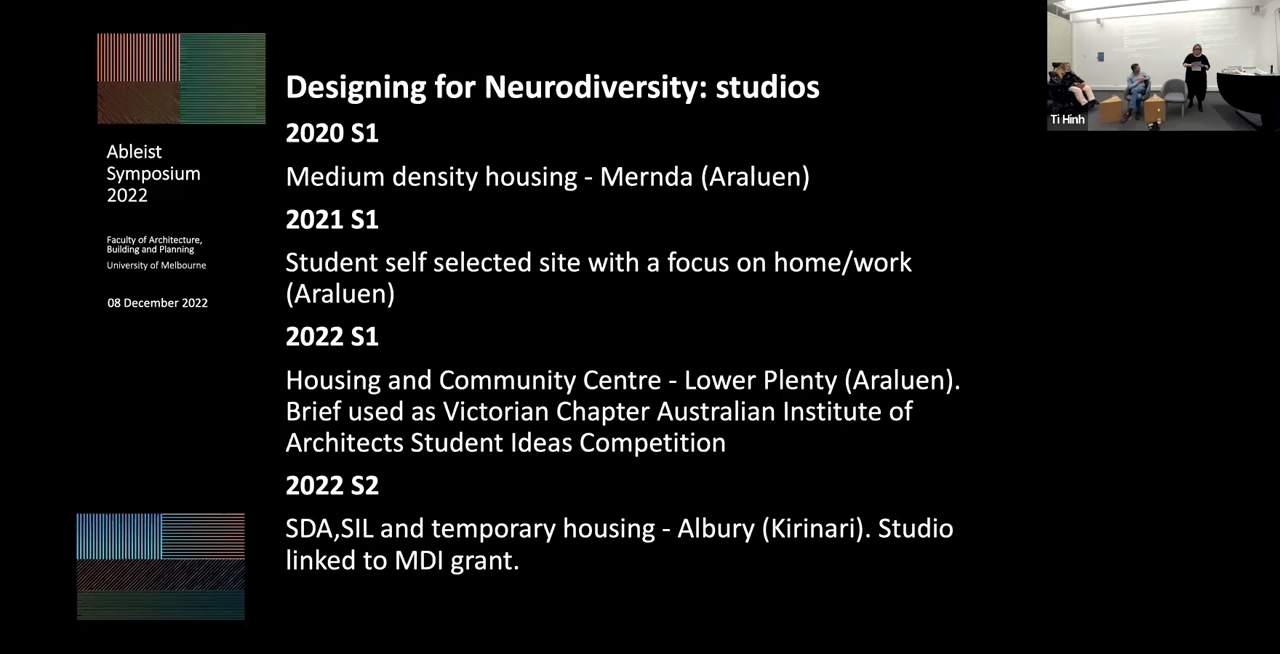 Ableist
Symposium
2022
Faculty of Architecture,
Building and Planning
University of Melbourne
08 December 2022
Designing for Neurodiversity: studios
2020 S1
Medium density housing - Mernda (Araluen)
2021 S1
Student self selected site with a focus on home/work
(Araluen)
2022 S1
Housing and Community Centre - Lower Plenty (Araluen).
Brief used as Victorian Chapter Australian Institute of
Architects Student Ideas Competition
2022 S2
SDA,SIL and temporary housing - Albury (Kirinari). Studio
linked to MDI grant.
Ti Hinh